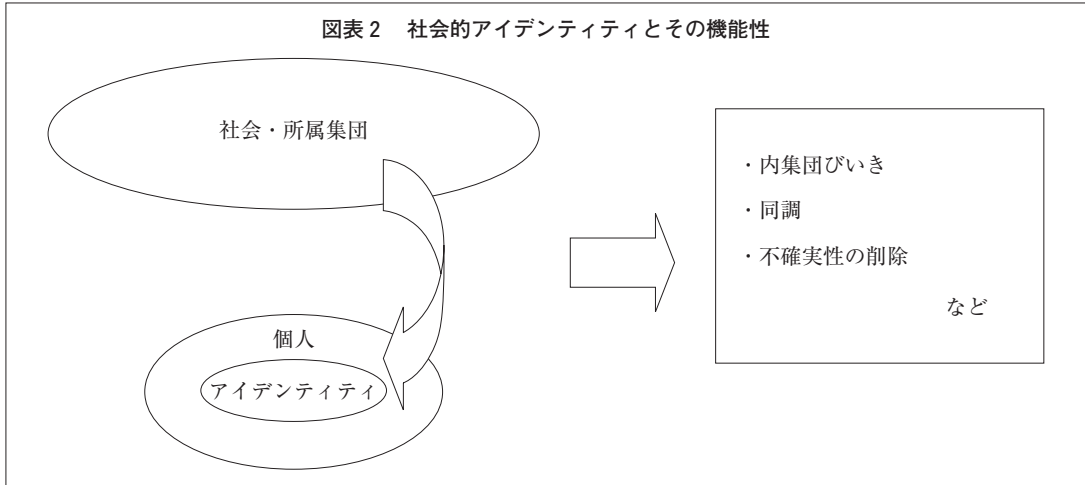 図表2 社会的アイデンティティとその機能性
社会・所属集団
個人
アイデンティティ
・内集団びいき
・同調
・不確実性の削除
など